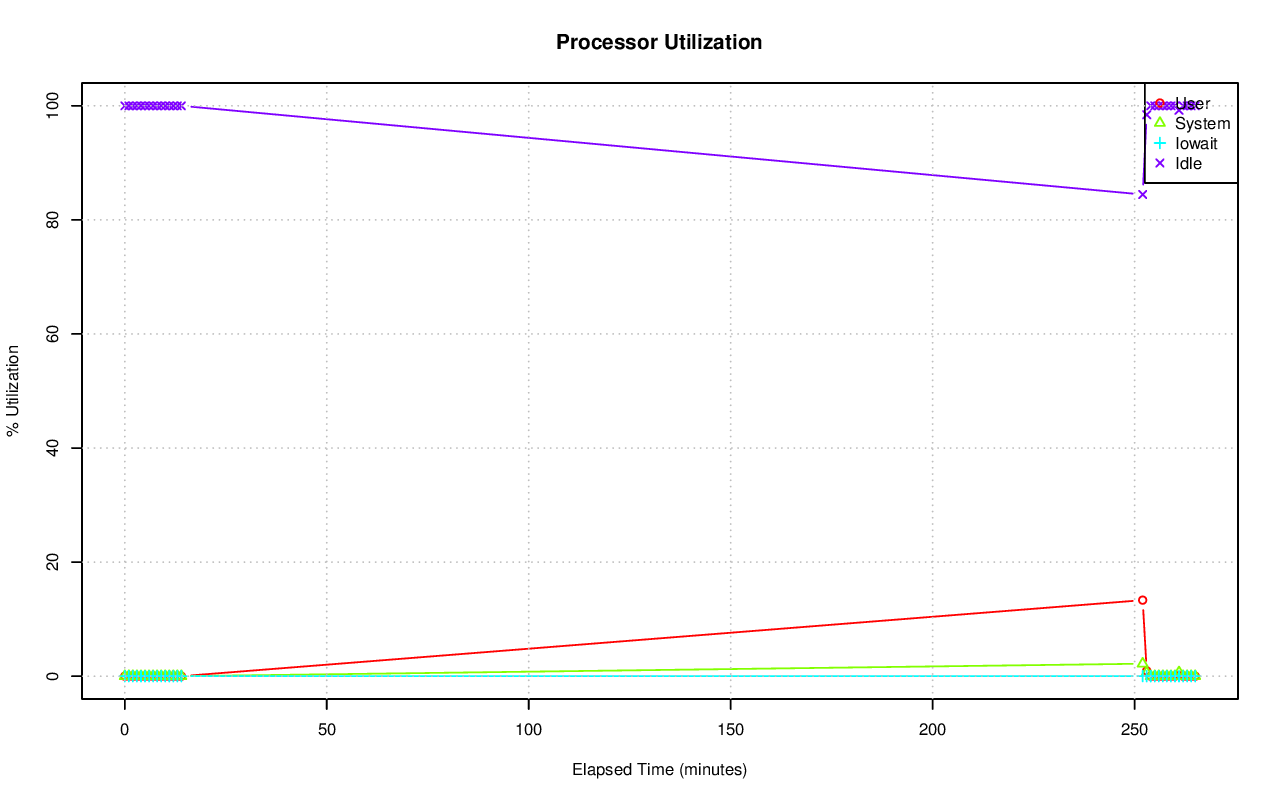 Processor Utilization
100
80
60
40
20
0
% Utilization
User
System
Iowait
Idle
0 50 100 150 200 250
Elapsed Time (minutes)